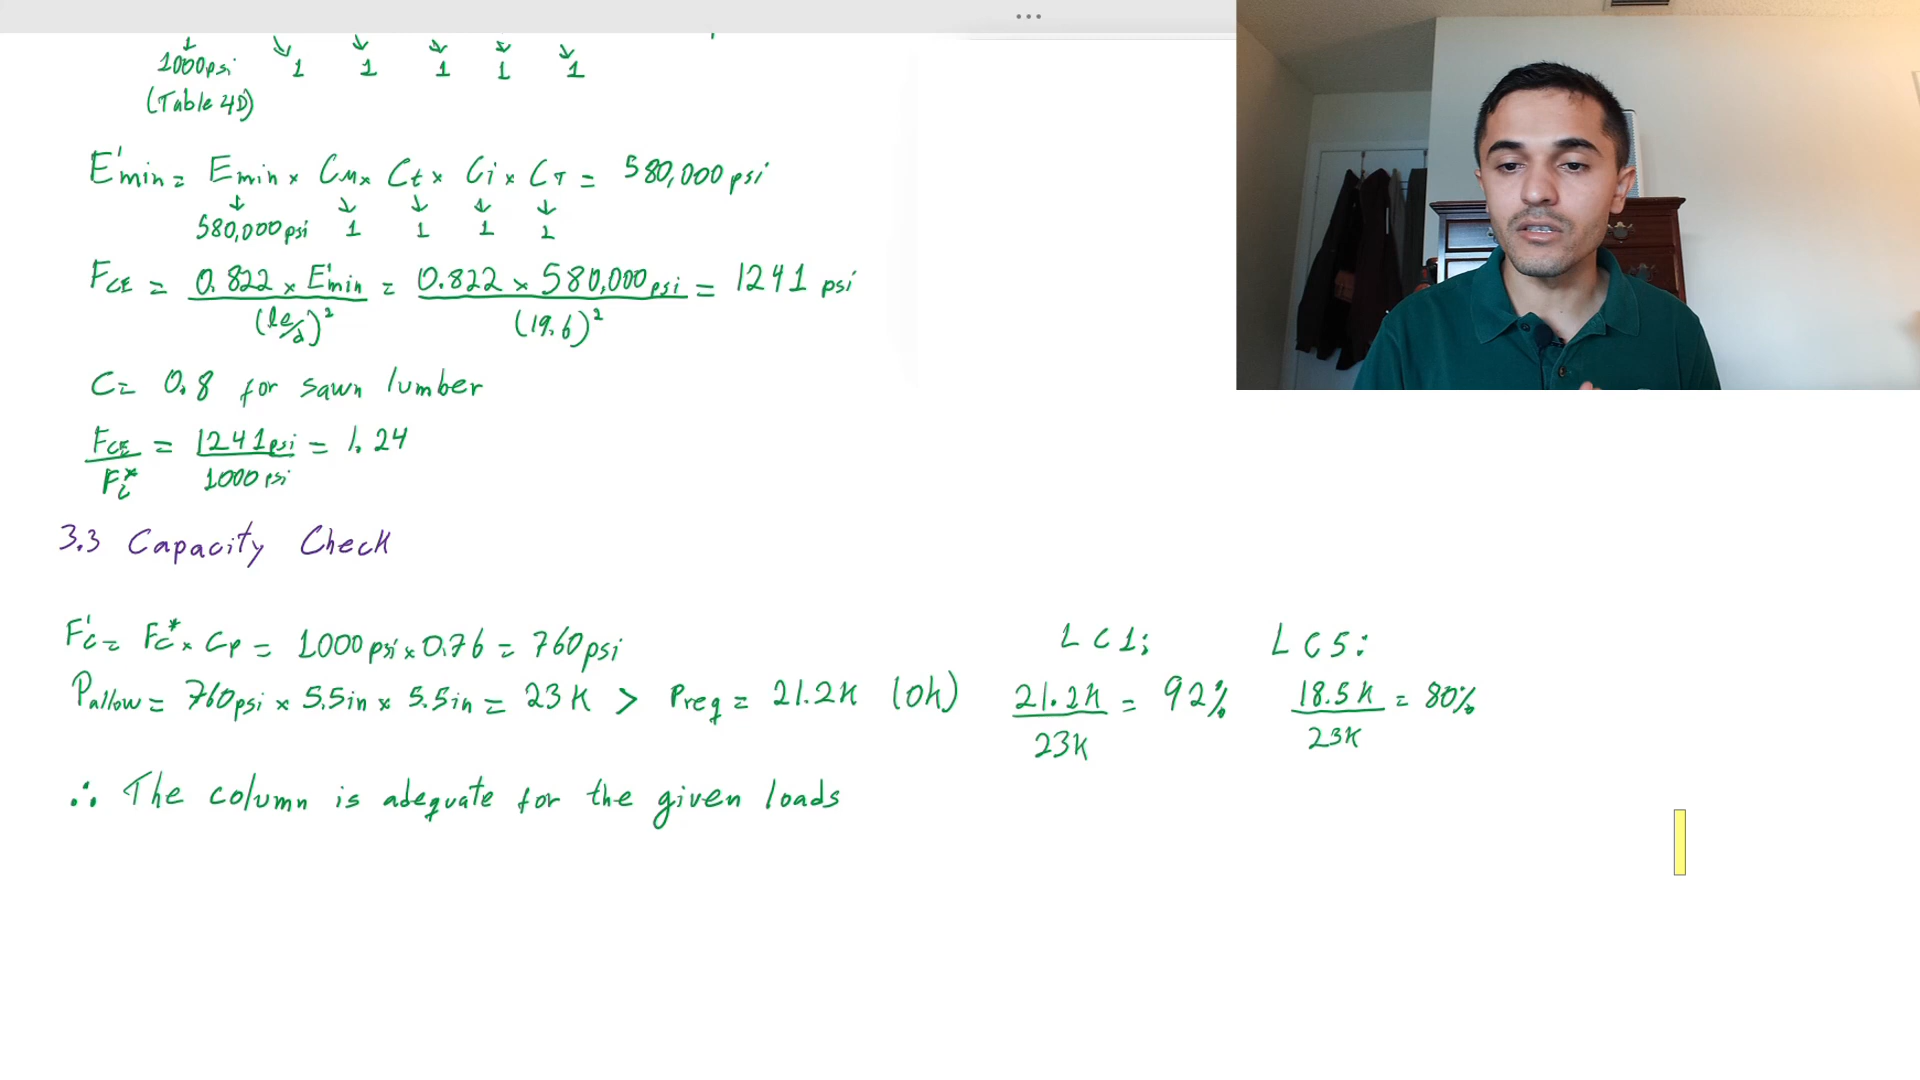 1000psi 1 1 1 1 1
(Table 4D)
E'min = Emin × CM × Ct × Ci × CT = 580,000 psi
580,000psi 1 1 1 1
FCE = 0.822 × E'min / (le/d)² = 0.822 × 580,000psi / (19.6)² = 1241 psi
C = 0.8 for sawn lumber
FCE / Fc* = 1241psi / 1000 psi = 1.24
3.3 Capacity Check
F'c = Fc* × CP = 1000 psi × 0.76 = 760psi
Pallow = 760psi × 5.5in × 5.5in = 23K > Preq = 21.2K (Ok)
LC1:
21.2K / 23K = 92%
LC5:
18.5K / 23K = 80%
∴ The column is adequate for the given loads